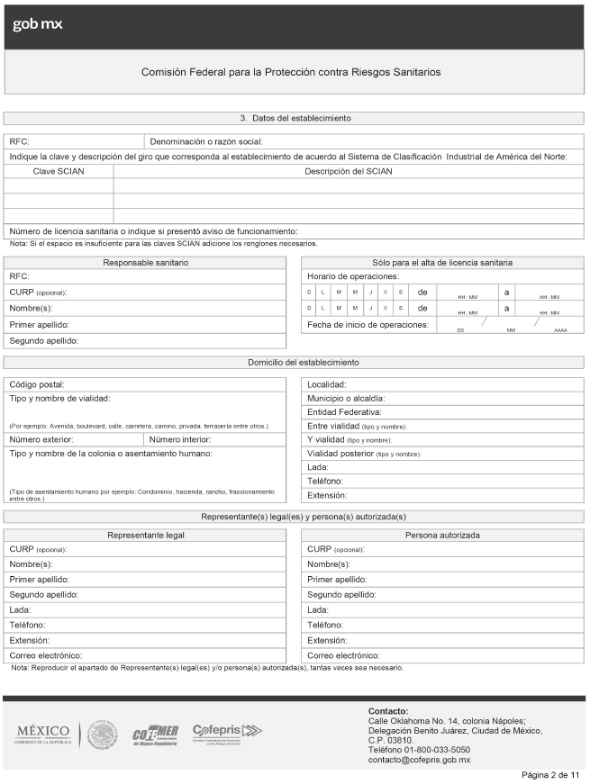 gob mx
Comisión Federal para la Protección contra Riesgos Sanitarios
3. Datos del establecimiento
RFC: Denominación o razón social:
Indique la clave y descripción del giro que corresponda al establecimiento de acuerdo al Sistema de Clasificación Industrial de América del Norte:
Clave SCIAN Descripción del SCIAN
Número de licencia sanitaria o indique si presentó aviso de funcionamiento:
Nota: Si el espacio es insuficiente para las claves SCIAN adicione los renglones necesarios.
Responsable sanitario
RFC:
CURP (opcional):
Nombre(s):
Primer apellido:
Segundo apellido:
Sólo para el alta de licencia sanitaria
Horario de operaciones:
D L M M J V S de HH : MM a HH : MM
D L M M J V S de HH : MM a HH : MM
Fecha de inicio de operaciones: DD / MM / AAAA
Domicilio del establecimiento
Código postal:
Tipo y nombre de vialidad:
(Por ejemplo: Avenida, boulevard, calle, carretera, camino, privada, terracería entre otros.)
Número exterior: Número interior:
Tipo y nombre de la colonia o asentamiento humano:
(Tipo de asentamiento humano por ejemplo: Condominio, hacienda, rancho, fraccionamiento
entre otros.)
Localidad:
Municipio o alcaldía:
Entidad Federativa:
Entre vialidad (tipo y nombre):
Y vialidad (tipo y nombre):
Vialidad posterior (tipo y nombre):
Lada:
Teléfono:
Extensión:
Representante(s) legal(es) y persona(s) autorizada(s)
Representante legal
CURP (opcional):
Nombre(s):
Primer apellido:
Segundo apellido:
Lada:
Teléfono:
Extensión:
Correo electrónico:
Persona autorizada
CURP (opcional):
Nombre(s):
Primer apellido:
Segundo apellido:
Lada:
Teléfono:
Extensión:
Correo electrónico:
Nota: Reproducir el apartado de Representante(s) legal(es) y/o persona(s) autorizada(s), tantas veces sea necesario.
MÉXICO
GOBIERNO DE LA REPÚBLICA
COFEMER
de Mejora Regulatoria
Cofepris
Contacto:
Calle Oklahoma No. 14, colonia Nápoles;
Delegación Benito Juárez, Ciudad de México,
C.P. 03810.
Teléfono 01-800-033-5050
contacto@cofepris.gob.mx
Página 2 de 11